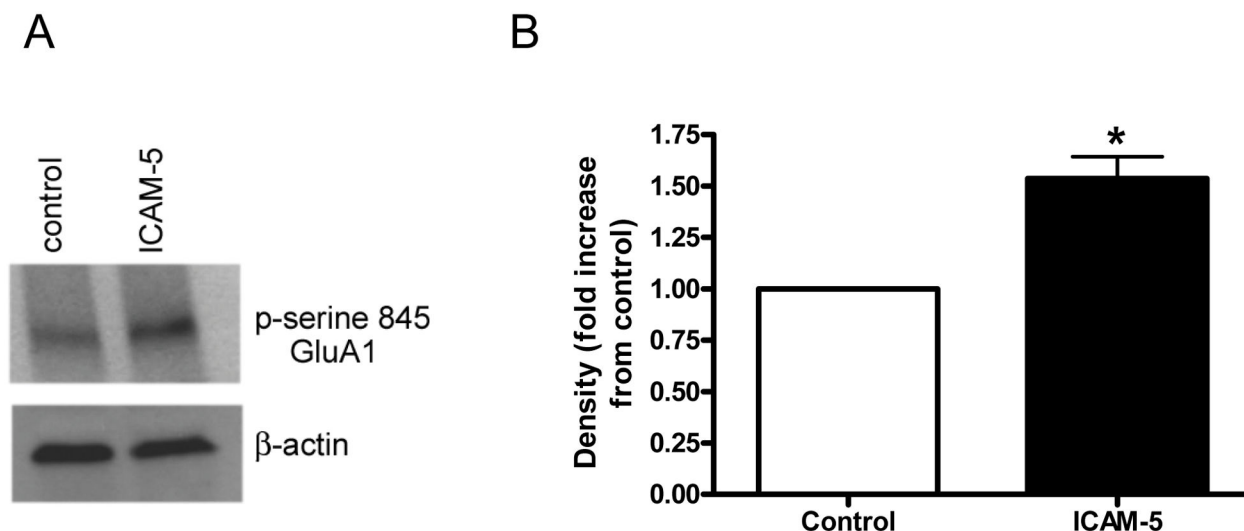 A
control
ICAM-5
p-serine 845
GluA1
β-actin
B
Density (fold increase
from control)
1.75
1.50
1.25
1.00
0.75
0.50
0.25
0.00
*
Control
ICAM-5